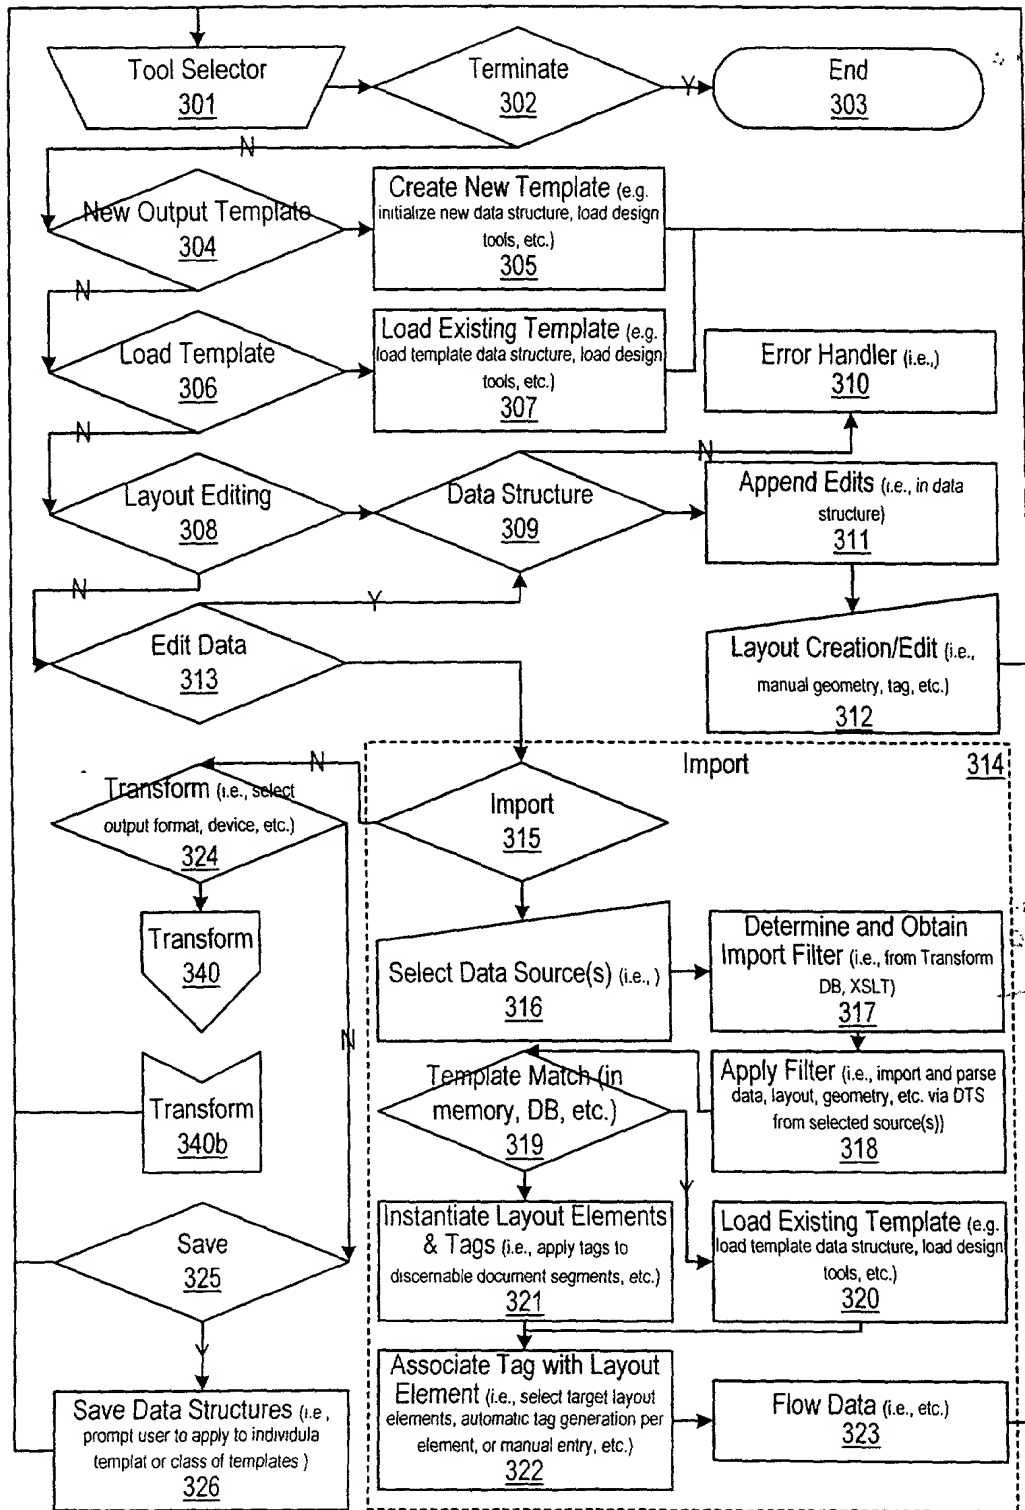 Tool Selector
301
Terminate
302
Y
End
303
N
New Output Template
304
Create New Template (e.g.
initialize new data structure, load design
tools, etc.)
305
N
Load Template
306
Load Existing Template (e.g.
load template data structure, load design
tools, etc.)
307
Error Handler (i.e.,)
310
N
Layout Editing
308
Data Structure
309
N
Append Edits (i.e., in data
structure)
311
N
Y
Edit Data
313
Layout Creation/Edit (i.e.,
manual geometry, tag, etc.)
312
Import 314
N
Transform (i.e., select
output format, device, etc.)
324
Import
315
Transform
340
Select Data Source(s) (i.e., )
316
Determine and Obtain
Import Filter (i.e., from Transform
DB, XSLT)
317
N
Transform
340b
Template Match (in
memory, DB, etc.)
319
Apply Filter (i.e., import and parse
data, layout, geometry, etc. via DTS
from selected source(s))
318
Y
Save
325
Instantiate Layout Elements
& Tags (i.e., apply tags to
discernable document segments, etc.)
321
Load Existing Template (e.g.
load template data structure, load design
tools, etc.)
320
Y
Save Data Structures (i.e,
prompt user to apply to individula
templat or class of templates )
326
Associate Tag with Layout
Element (i.e., select target layout
elements, automatic tag generation per
element, or manual entry, etc.)
322
Flow Data (i.e., etc.)
323